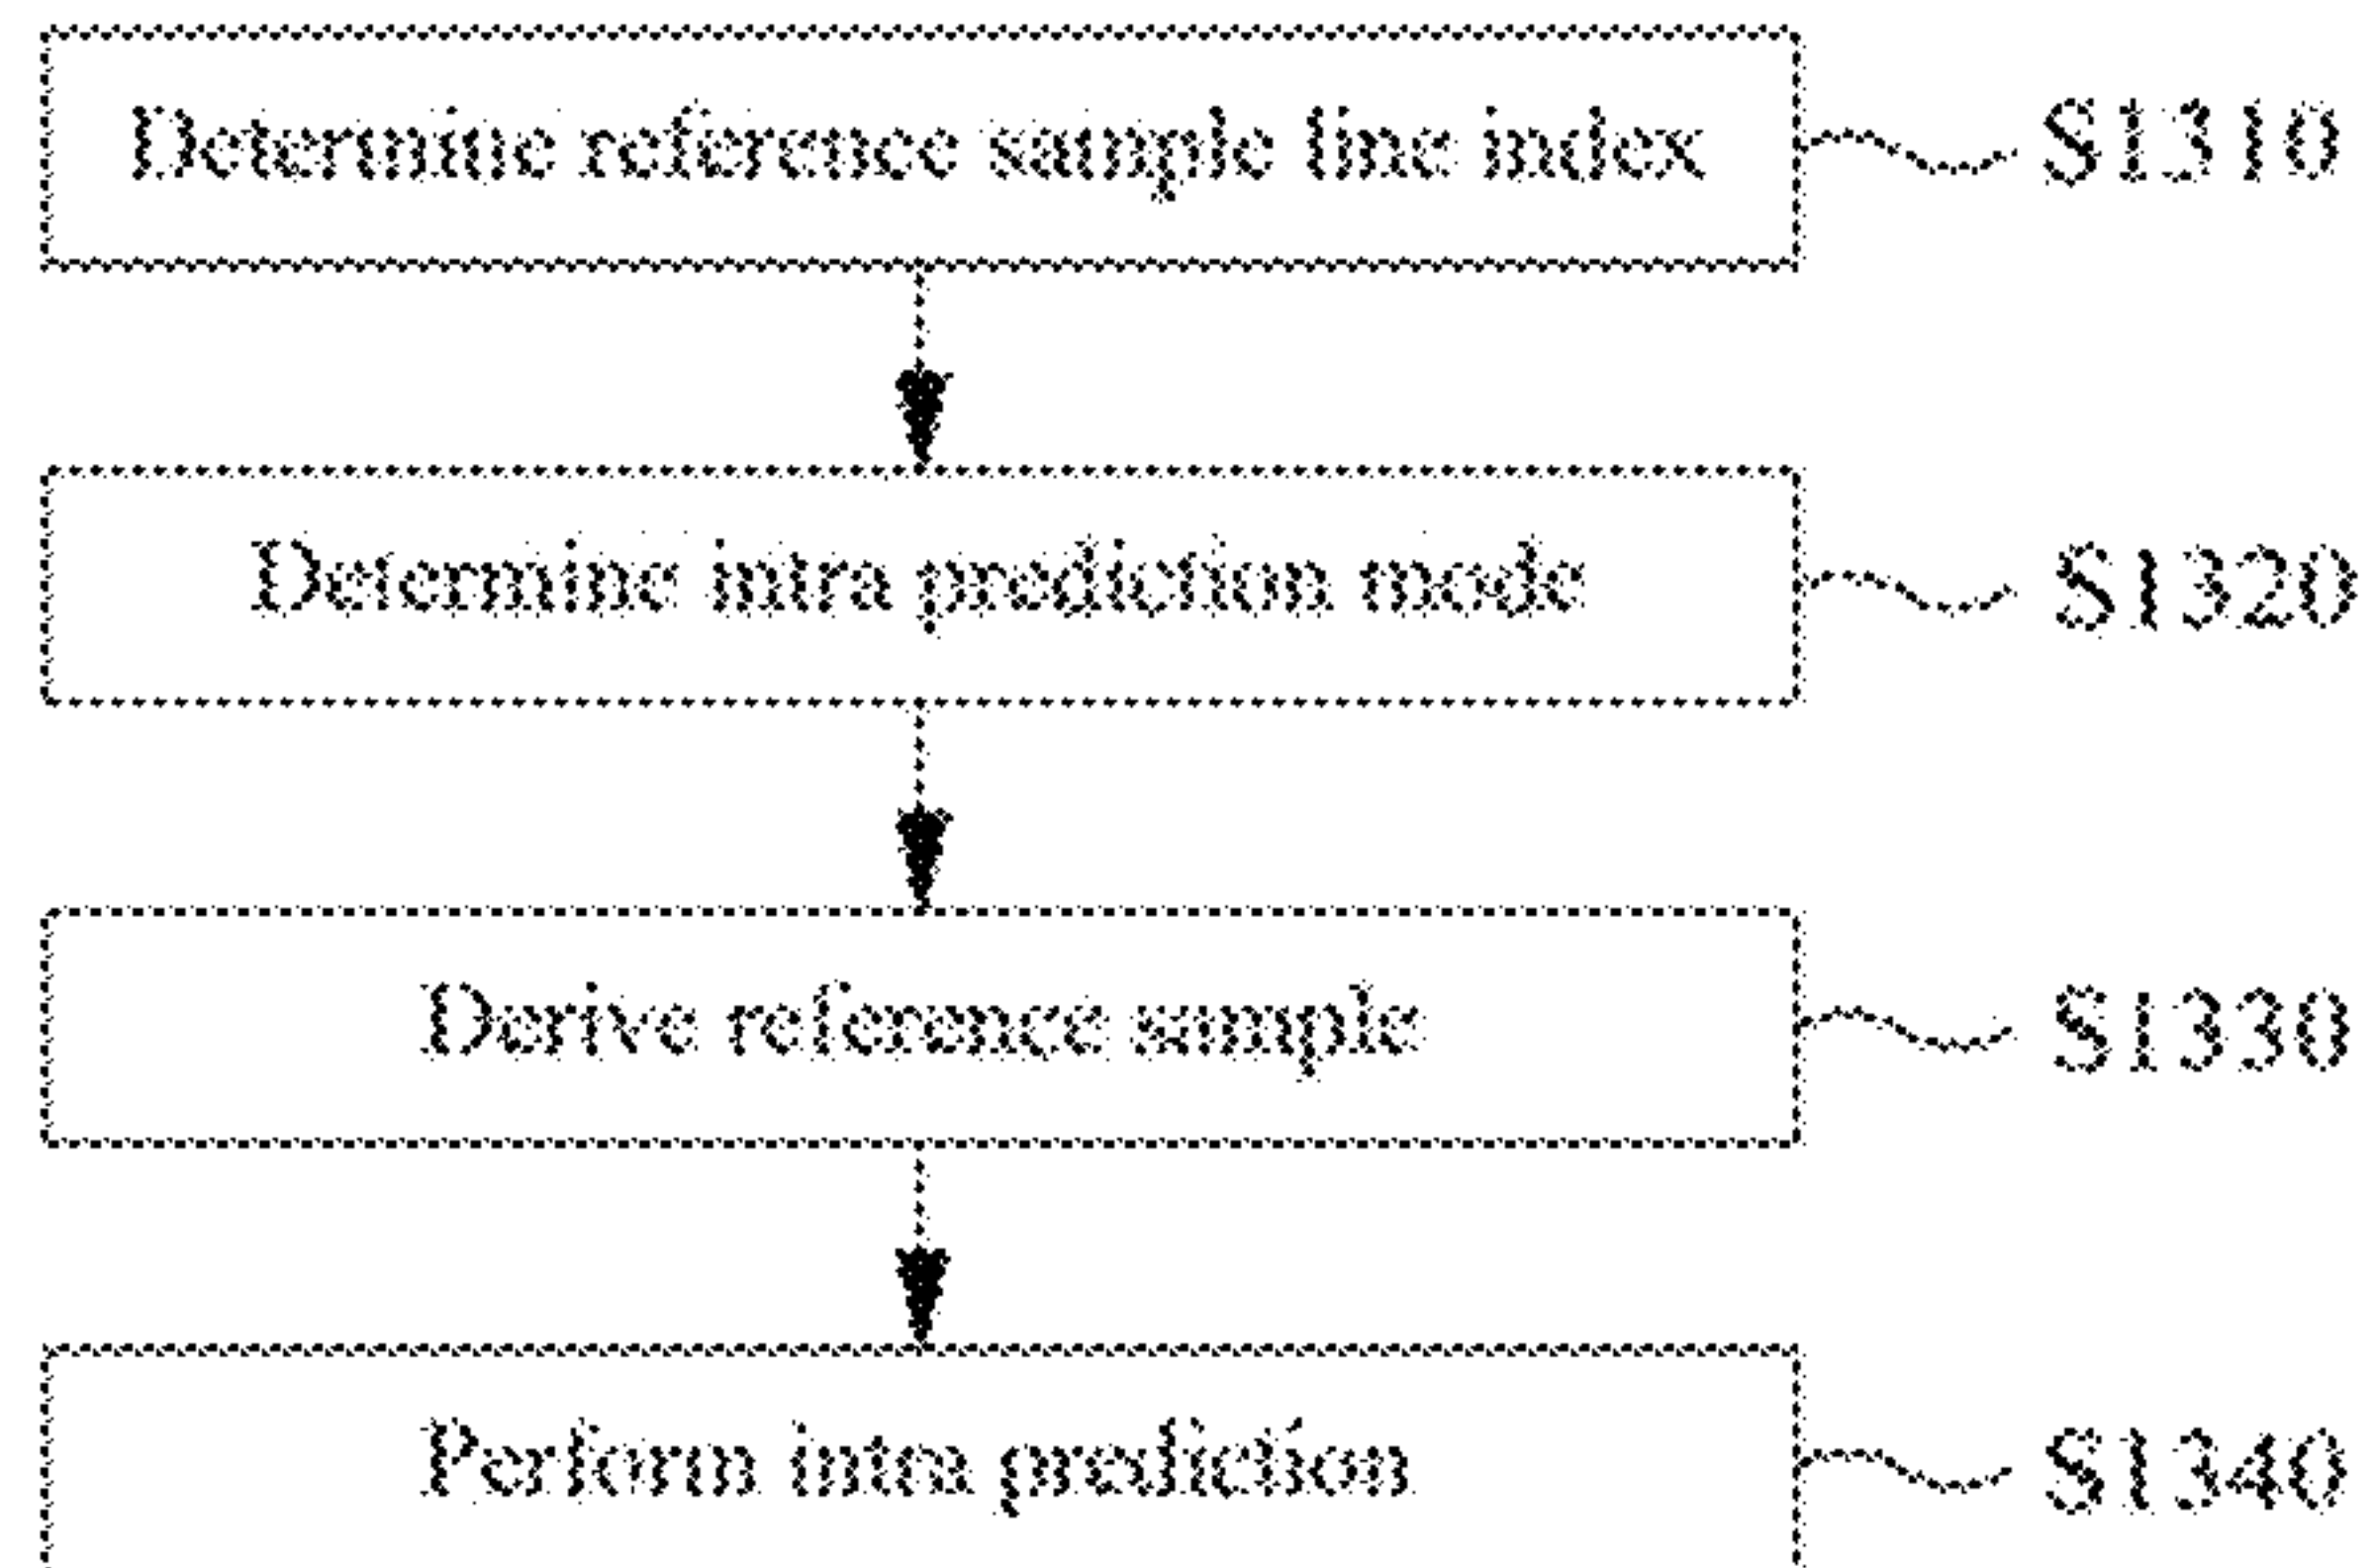 Determine reference sample line index S1310
Determine intra prediction mode S1320
Derive reference sample S1330
Perform intra prediction S1340